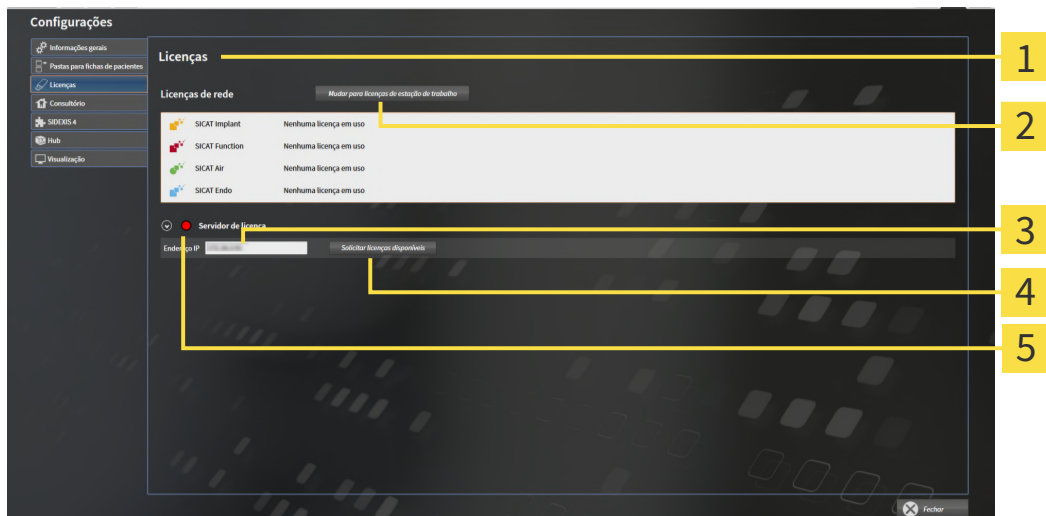 Configurações
Informações gerais
Pastas para fichas de pacientes
Licenças
Consultório
SIDEXIS 4
Hub
Visualização
Licenças
Licenças de rede
Mudar para licenças de estação de trabalho
SICAT Implant Nenhuma licença em uso
SICAT Function Nenhuma licença em uso
SICAT Air Nenhuma licença em uso
SICAT Endo Nenhuma licença em uso
Servidor de licença
Endereço IP
Solicitar licenças disponíveis
Fechar
1
2
3
4
5